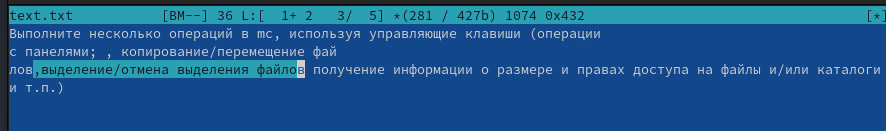 text.txt [BM--] 36 L:[ 1+ 2 3/ 5] *(281 / 427b) 1074 0x432 [*]
Выполните несколько операций в mc, используя управляющие клавиши (операции
с панелями; , копирование/перемещение фай
лов,выделение/отмена выделения файлов получение информации о размере и правах доступа на файлы и/или каталоги
и т.п.)